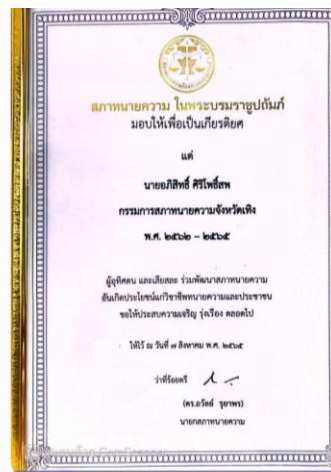 สภาทนายความ ในพระบรมราชูปถัมภ์
มอบให้เพื่อเป็นเกียรติยศ
แด่
นายอภิสิทธิ์ ศิริโพธิ์สพ
กรรมการสภาทนายความจังหวัดเทิง
พ.ศ. ๒๕๖๒ – ๒๕๖๕
ผู้อุทิศตน และเสียสละ ร่วมพัฒนาสภาทนายความ
อันเกิดประโยชน์แก่วิชาชีพทนายความและประชาชน
ขอให้ประสบความเจริญ รุ่งเรือง ตลอดไป
ให้ไว้ ณ วันที่ ๗ สิงหาคม พ.ศ. ๒๕๖๕
ว่าที่ร้อยตรี
(ดร.ถวัลย์ รุยาพร)
นายกสภาทนายความ